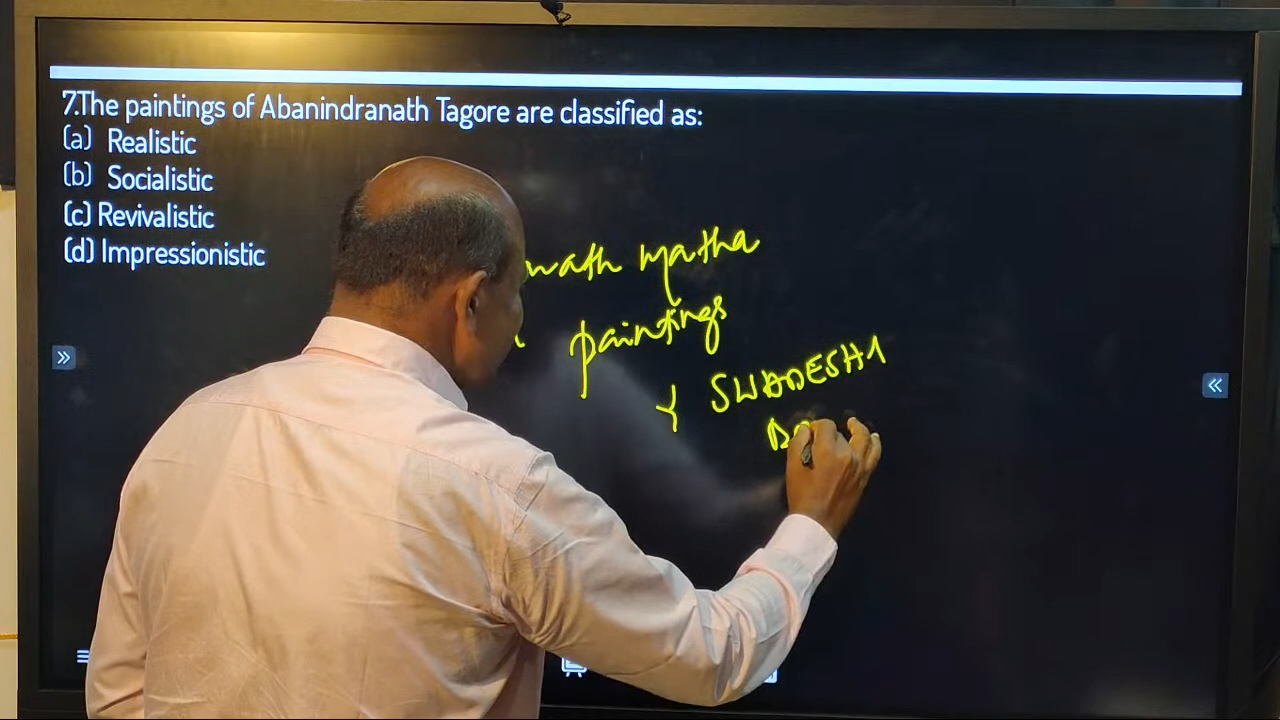 7.The paintings of Abanindranath Tagore are classified as:
(a) Realistic
(b) Socialistic
(c) Revivalistic
(d) Impressionistic
nath matha
paintings
SWADESHI